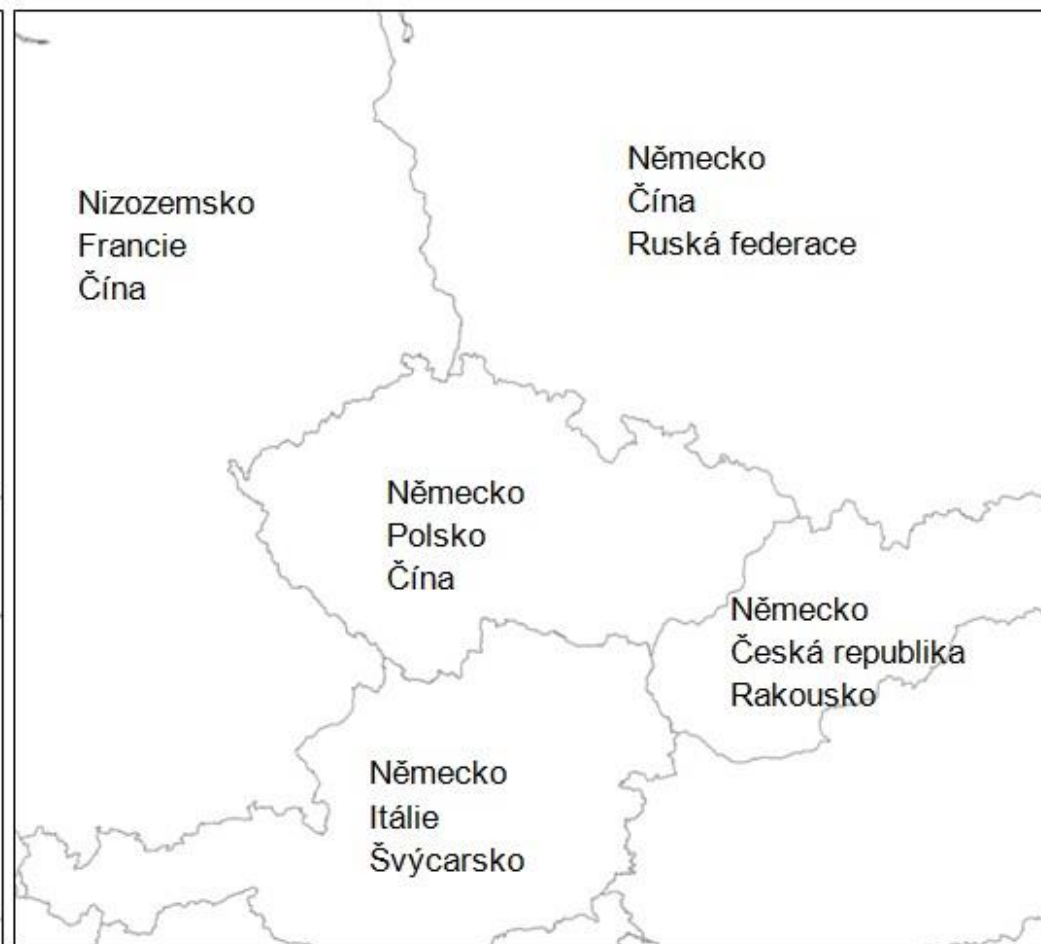 Nizozemsko
Francie
Čína
Německo
Čína
Ruská federace
Německo
Polsko
Čína
Německo
Česká republika
Rakousko
Německo
Itálie
Švýcarsko